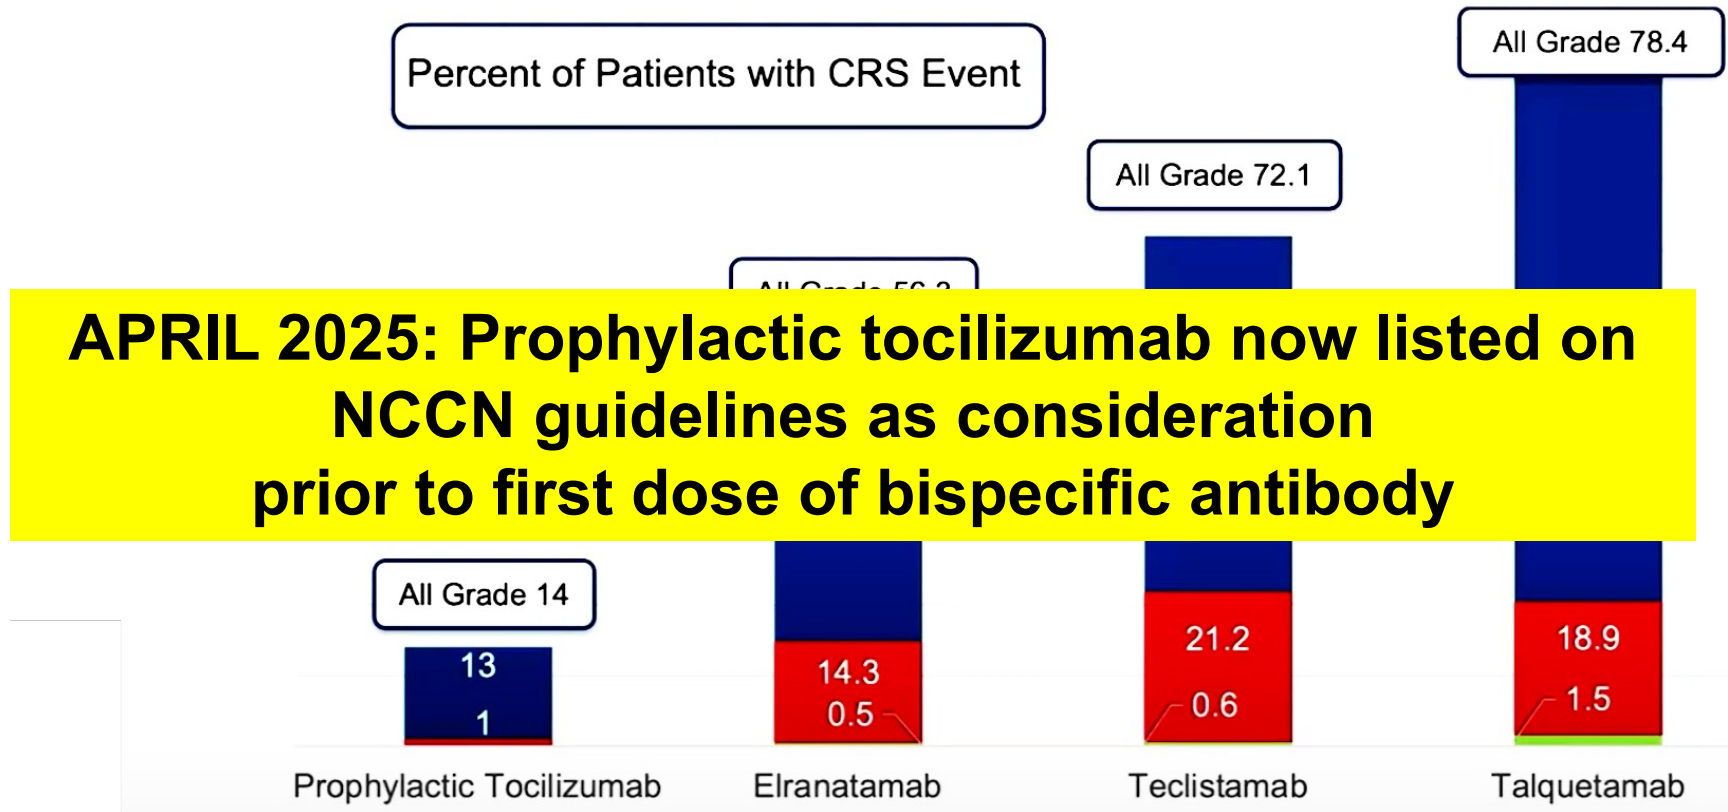 Percent of Patients with CRS Event
All Grade 78.4
All Grade 72.1
APRIL 2025: Prophylactic tocilizumab now listed on
NCCN guidelines as consideration
prior to first dose of bispecific antibody
All Grade 14
13
1
14.3
0.5
21.2
0.6
18.9
1.5
Prophylactic Tocilizumab
Elranatamab
Teclistamab
Talquetamab